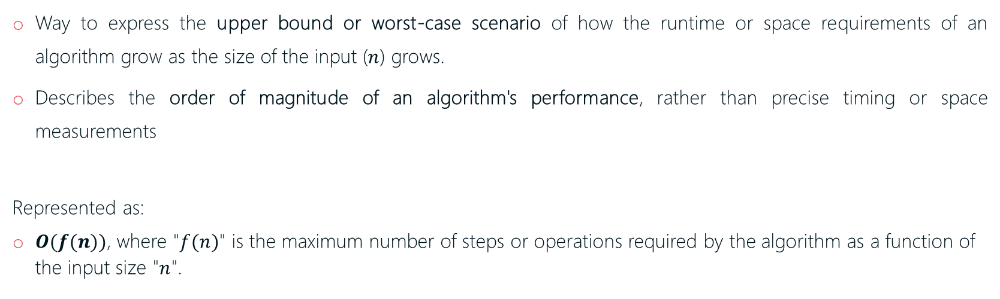 ○ Way to express the upper bound or worst-case scenario of how the runtime or space requirements of an
algorithm grow as the size of the input (n) grows.
○ Describes the order of magnitude of an algorithm's performance, rather than precise timing or space
measurements
Represented as:
○ O(f(n)), where "f(n)" is the maximum number of steps or operations required by the algorithm as a function of
the input size "n".